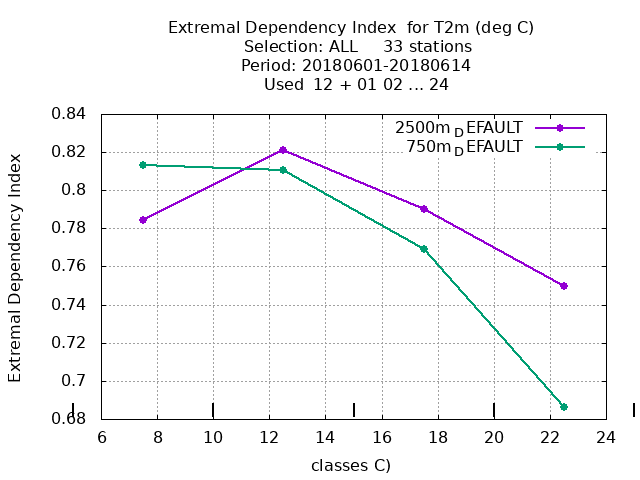 Extremal Dependency Index for T2m (deg C)
Selection: ALL 33 stations
Period: 20180601-20180614
Used 12 + 01 02 ... 24
2500m DEFAULT
750m DEFAULT
Extremal Dependency Index
0.84
0.82
0.8
0.78
0.76
0.74
0.72
0.7
0.68
6 8 10 12 14 16 18 20 22 24
classes C)